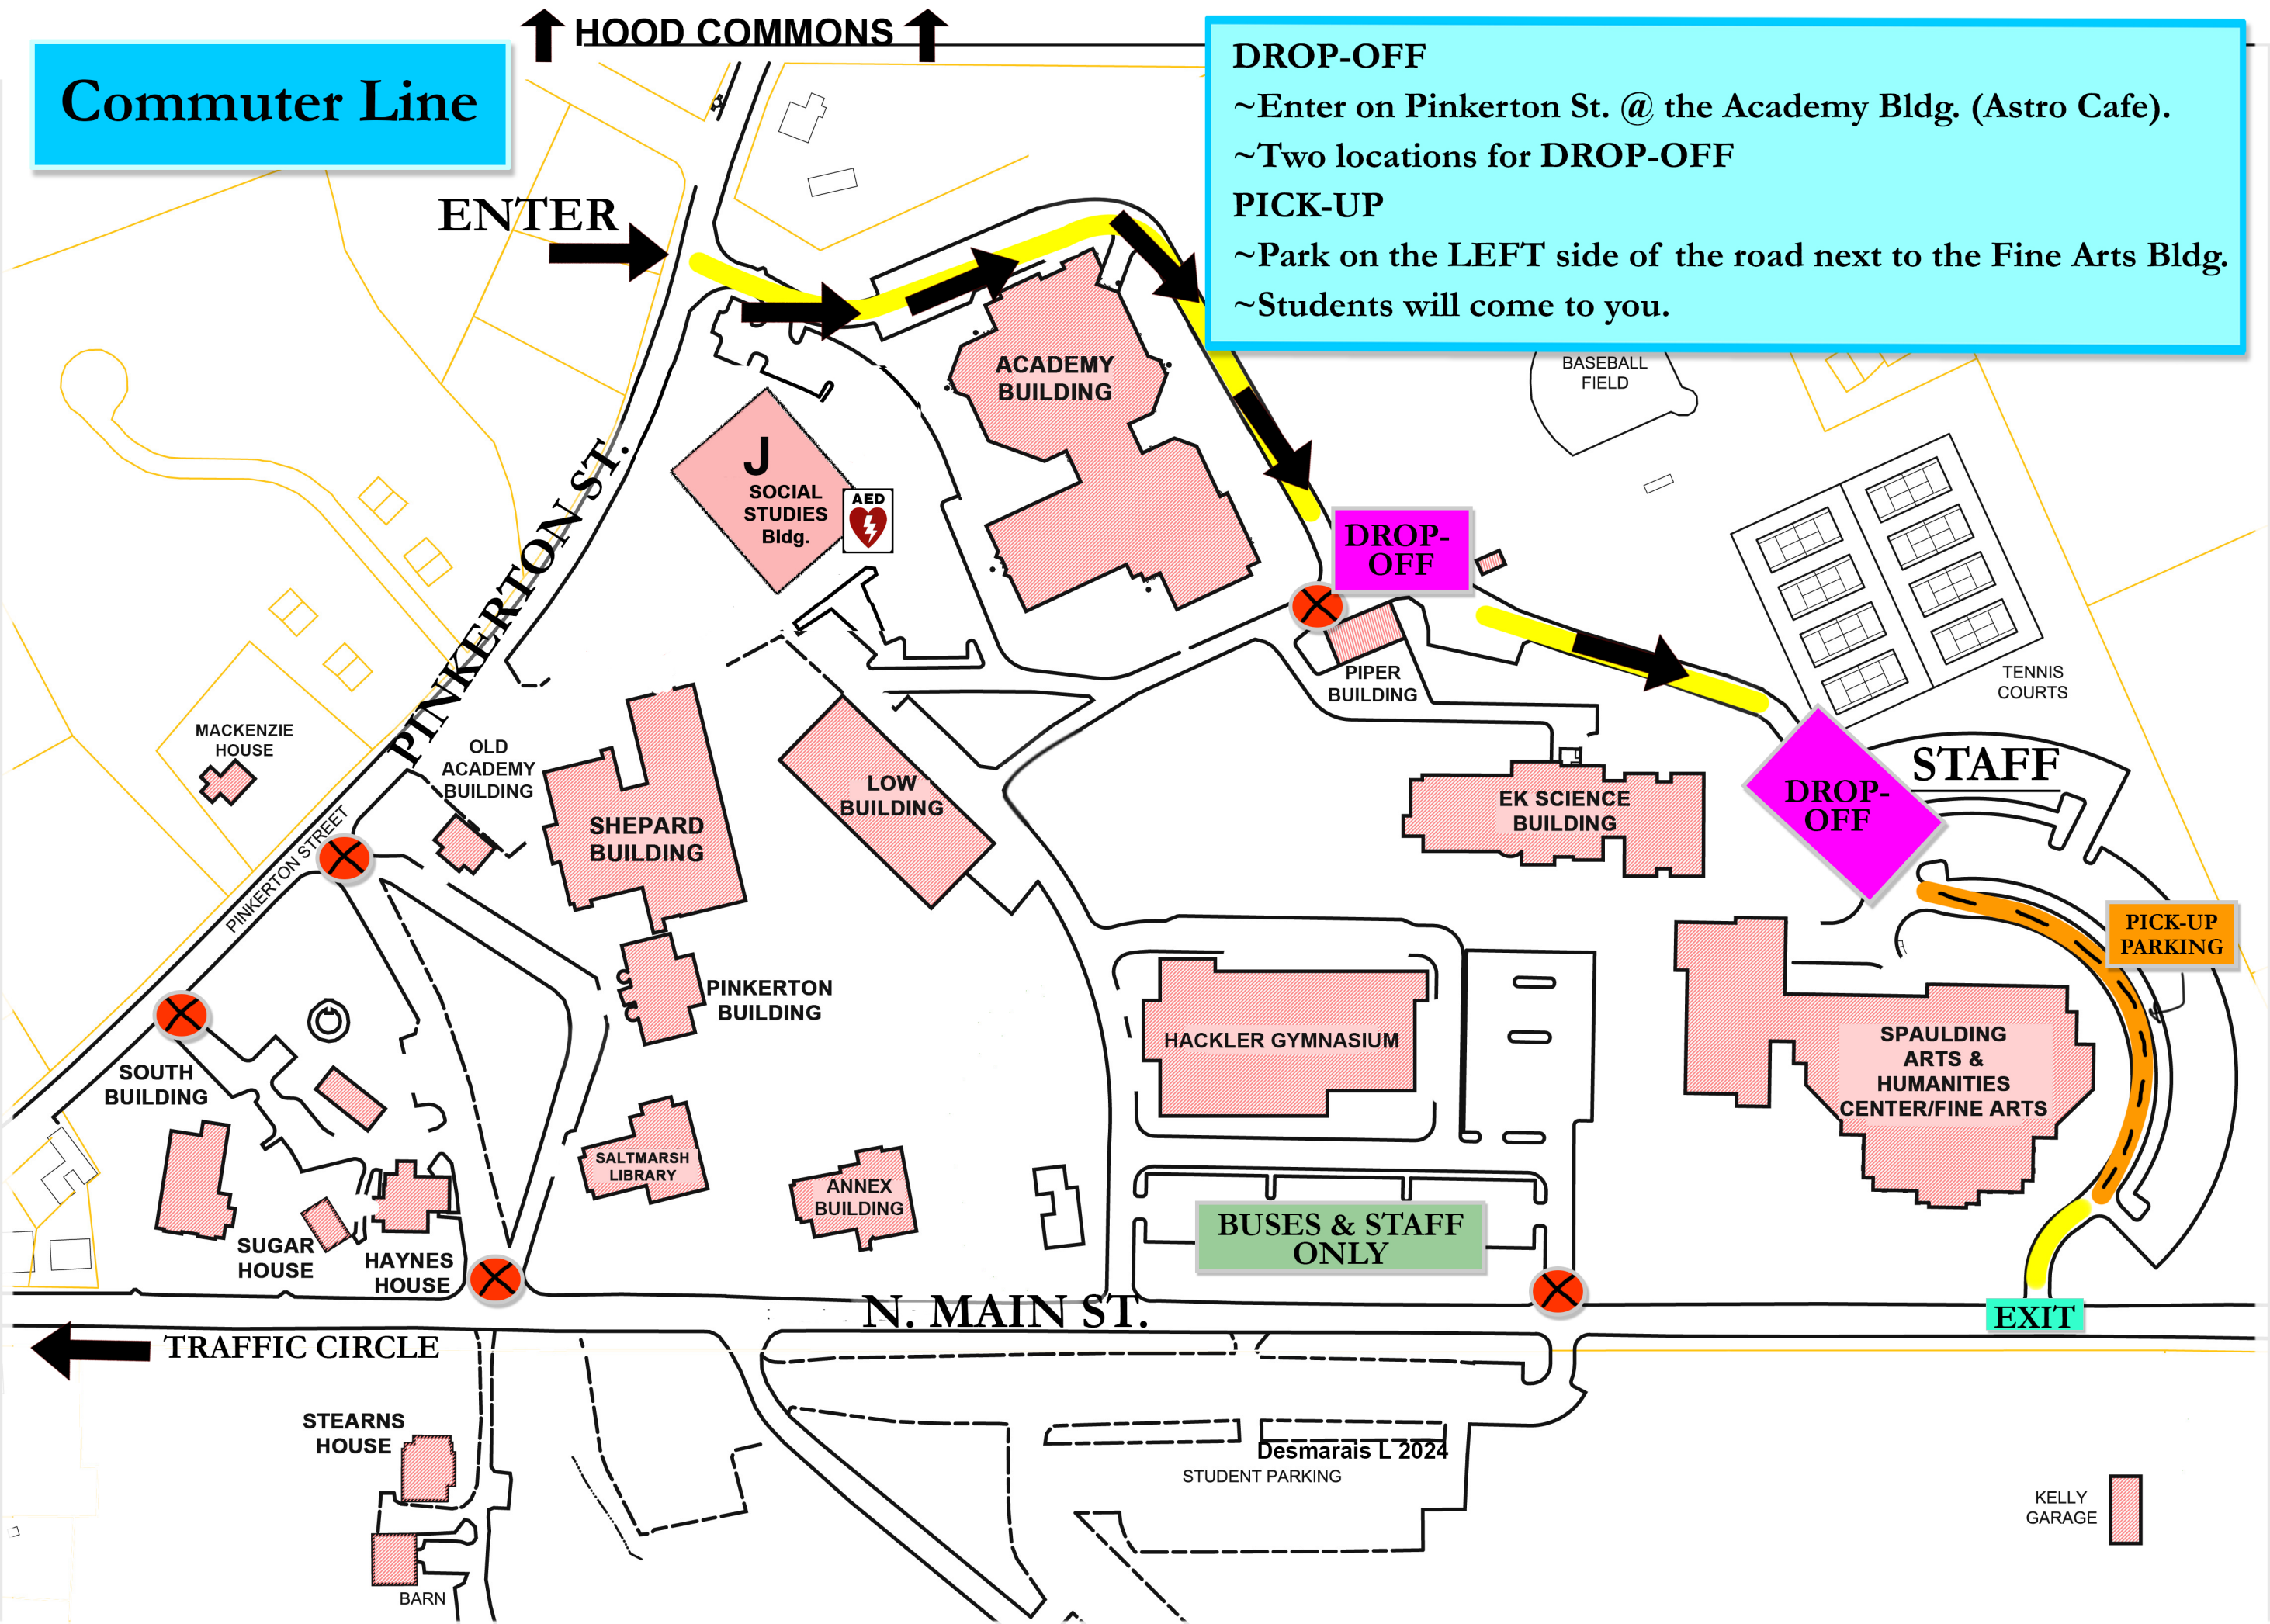 HOOD COMMONS
Commuter Line
DROP-OFF
~Enter on Pinkerton St. @ the Academy Bldg. (Astro Cafe).
~Two locations for DROP-OFF
PICK-UP
~Park on the LEFT side of the road next to the Fine Arts Bldg.
~Students will come to you.
ENTER
ACADEMY
BUILDING
BASEBALL
FIELD
J
SOCIAL
STUDIES
Bldg.
AED
PINKERTON ST.
DROP-
OFF
PIPER
BUILDING
TENNIS
COURTS
MACKENZIE
HOUSE
OLD
ACADEMY
BUILDING
SHEPARD
BUILDING
LOW
BUILDING
EK SCIENCE
BUILDING
DROP-
OFF
STAFF
PINKERTON STREET
PICK-UP
PARKING
PINKERTON
BUILDING
HACKLER GYMNASIUM
SPAULDING
ARTS &
HUMANITIES
CENTER/FINE ARTS
SOUTH
BUILDING
SALTMARSH
LIBRARY
ANNEX
BUILDING
BUSES & STAFF
ONLY
SUGAR
HOUSE
HAYNES
HOUSE
N. MAIN ST.
EXIT
TRAFFIC CIRCLE
STEARNS
HOUSE
Desmarais L 2024
STUDENT PARKING
KELLY
GARAGE
BARN